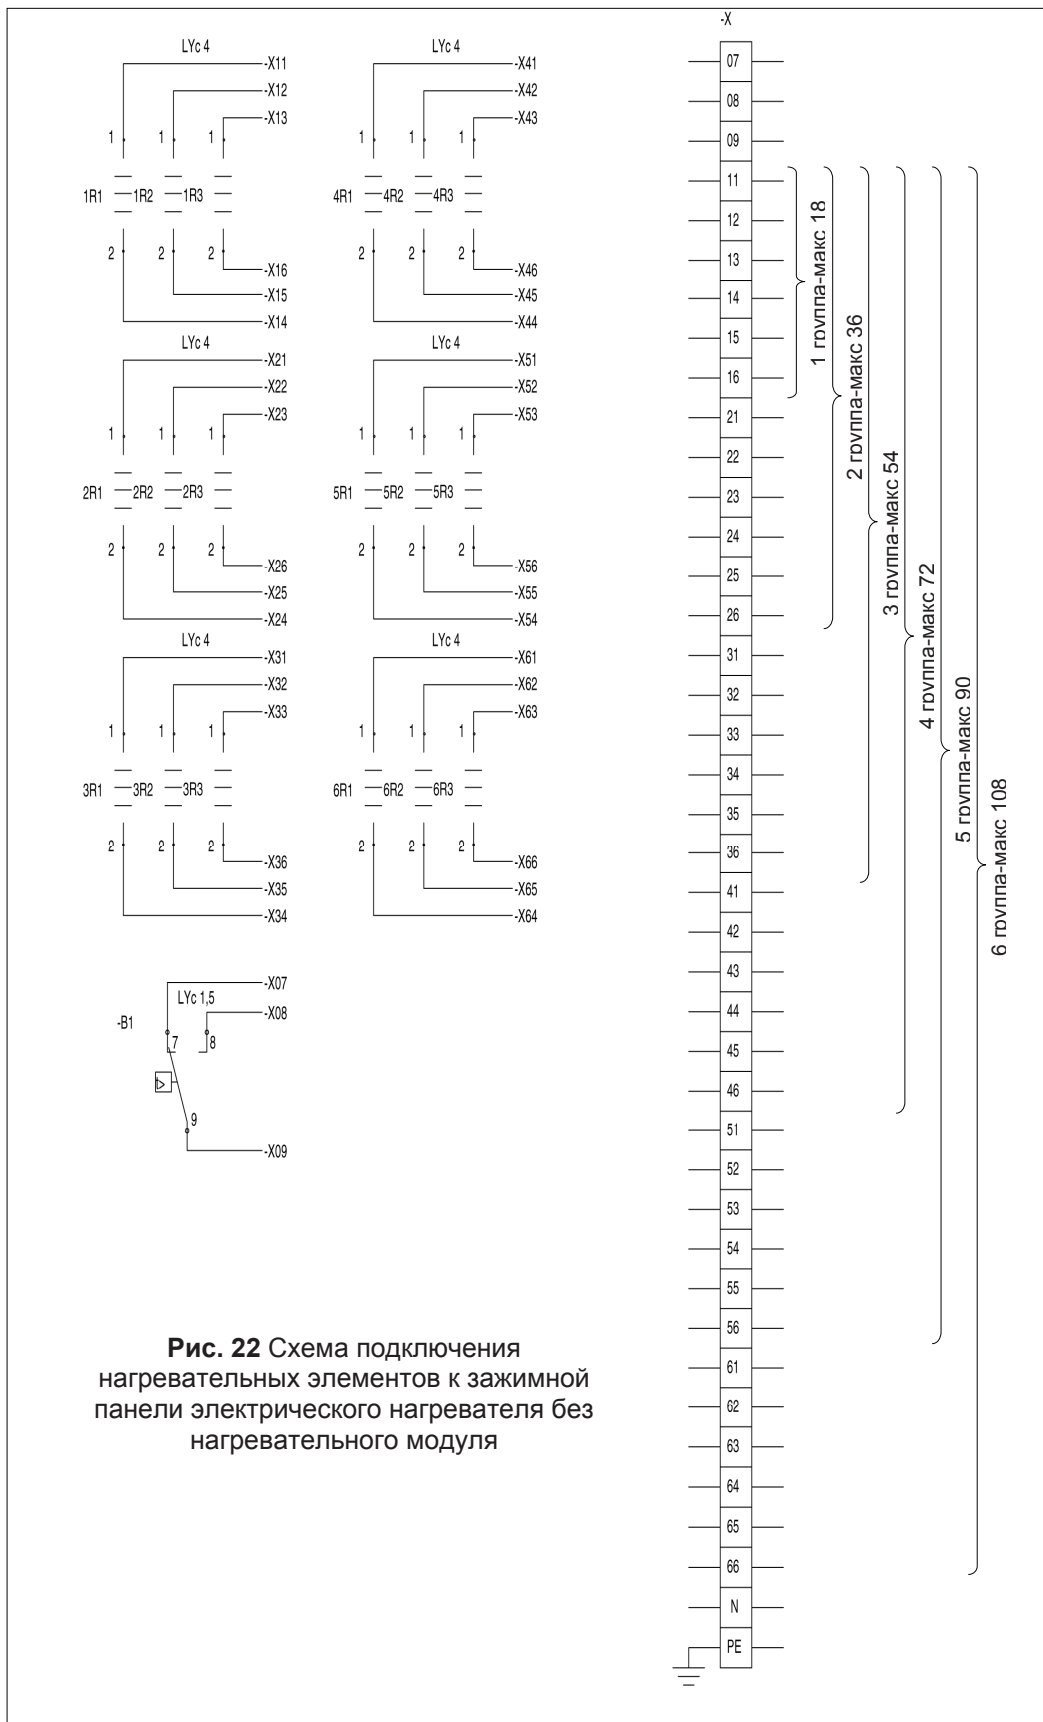 LYc 4
-X11
-X12
-X13
1 1 1
1R1 1R2 1R3
2 2 2
-X16
-X15
-X14
LYc 4
-X21
-X22
-X23
1 1 1
2R1 2R2 2R3
2 2 2
-X26
-X25
-X24
LYc 4
-X31
-X32
-X33
1 1 1
3R1 3R2 3R3
2 2 2
-X36
-X35
-X34
LYc 4
-X41
-X42
-X43
1 1 1
4R1 4R2 4R3
2 2 2
-X46
-X45
-X44
LYc 4
-X51
-X52
-X53
1 1 1
5R1 5R2 5R3
2 2 2
-X56
-X55
-X54
LYc 4
-X61
-X62
-X63
1 1 1
6R1 6R2 6R3
2 2 2
-X66
-X65
-X64
-X07
LYc 1,5
-X08
-B1
7 8
9
-X09
Рис. 22 Схема подключения
нагревательных элементов к зажимной
панели электрического нагревателя без
нагревательного модуля
-X
07
08
09
11
12
13
14
15
16
21
22
23
24
25
26
31
32
33
34
35
36
41
42
43
44
45
46
51
52
53
54
55
56
61
62
63
64
65
66
N
PE
1 группа-макс 18
2 группа-макс 36
3 группа-макс 54
4 группа-макс 72
5 группа-макс 90
6 группа-макс 108